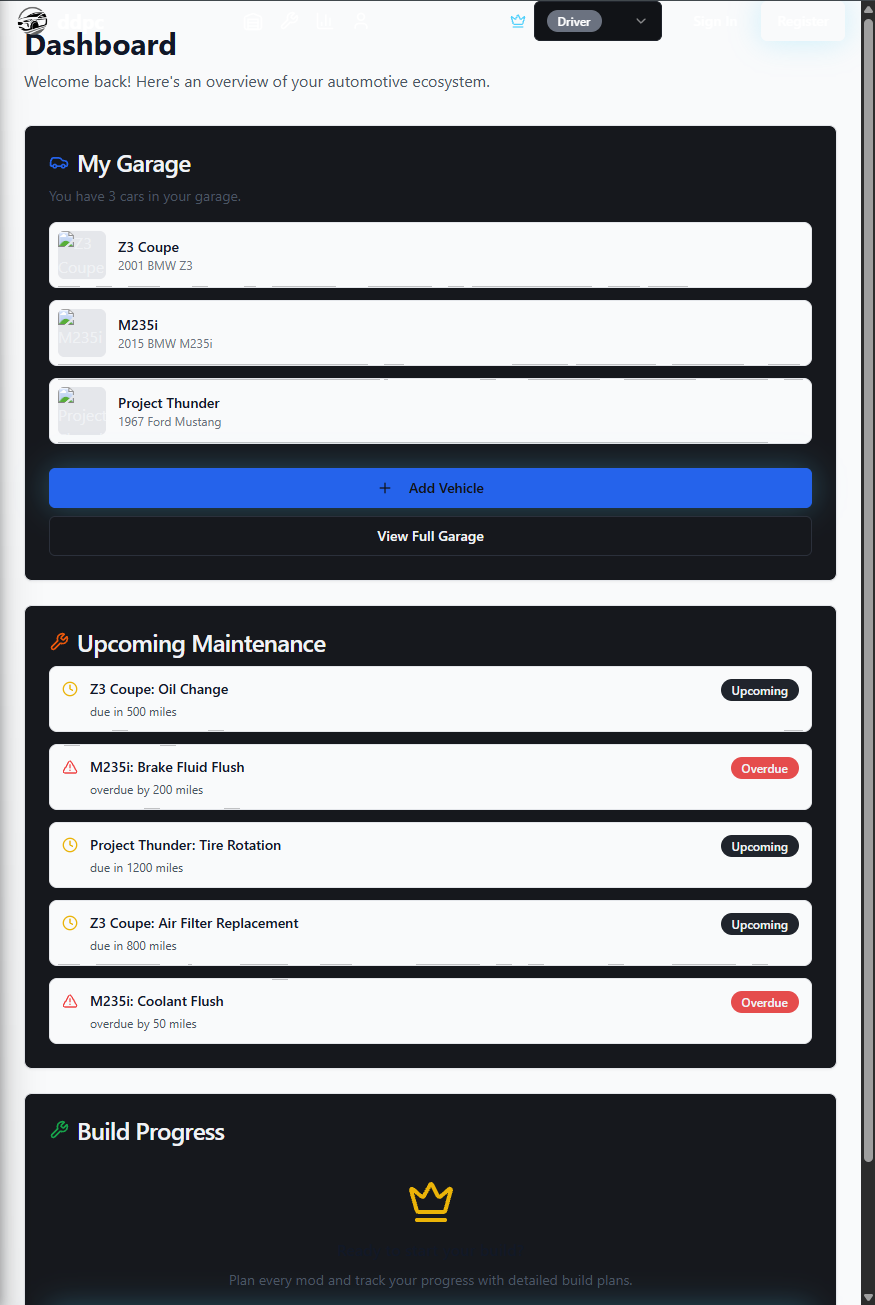 ddpc
Driver
Sign In
Register
Dashboard
Welcome back! Here's an overview of your automotive ecosystem.
My Garage
You have 3 cars in your garage.
Z3 Coupe
Z3 Coupe
2001 BMW Z3
M235i
M235i
2015 BMW M235i
Project
Project Thunder
1967 Ford Mustang
Add Vehicle
View Full Garage
Upcoming Maintenance
Z3 Coupe: Oil Change
Upcoming
due in 500 miles
M235i: Brake Fluid Flush
Overdue
overdue by 200 miles
Project Thunder: Tire Rotation
Upcoming
due in 1200 miles
Z3 Coupe: Air Filter Replacement
Upcoming
due in 800 miles
M235i: Coolant Flush
Overdue
overdue by 50 miles
Build Progress
Plan every mod and track your progress with detailed build plans.